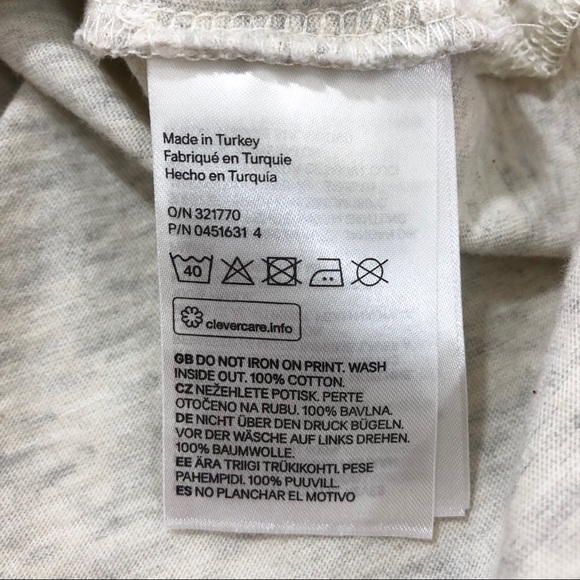 Made in Turkey
Fabriqué en Turquie
Hecho en Turquía
O/N 321770
P/N 0451631 4
40
clevercare.info
GB DO NOT IRON ON PRINT. WASH
INSIDE OUT. 100% COTTON.
CZ NEŽEHLETE POTISK. PERTE
OTOČENO NA RUBU. 100% BAVLNA.
DE NICHT ÜBER DEN DRUCK BÜGELN.
VOR DER WÄSCHE AUF LINKS DREHEN.
100% BAUMWOLLE.
EE ÄRA TRIIGI TRÜKIKOHTI. PESE
PAHEMPIDI. 100% PUUVILL.
ES NO PLANCHAR EL MOTIVO